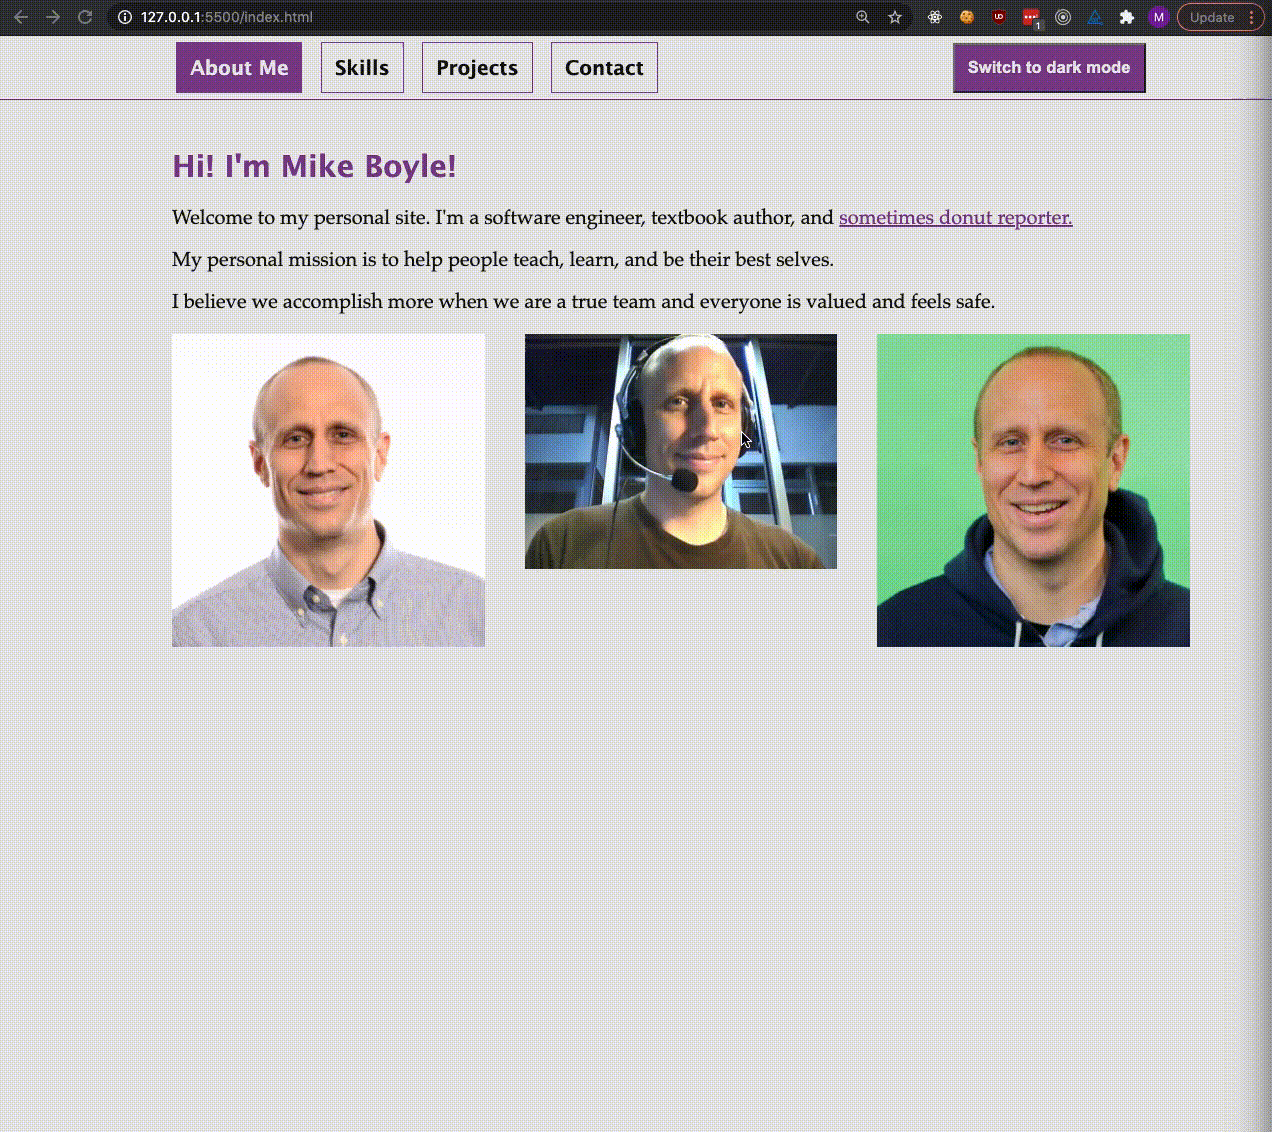 127.0.0.1:5500/index.html
1
M
Update
About Me
Skills
Projects
Contact
Switch to dark mode
Hi! I'm Mike Boyle!
Welcome to my personal site. I'm a software engineer, textbook author, and sometimes donut reporter.
My personal mission is to help people teach, learn, and be their best selves.
I believe we accomplish more when we are a true team and everyone is valued and feels safe.